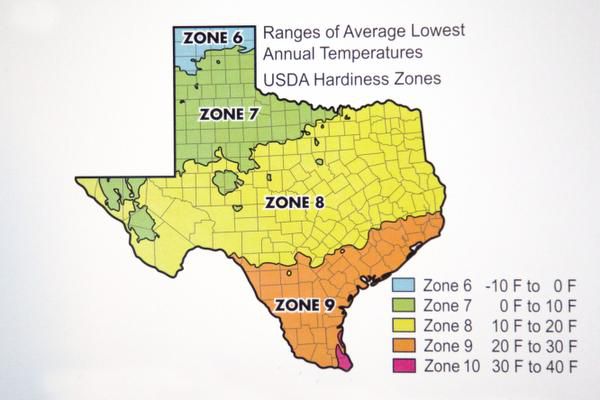 ZONE 6
Ranges of Average Lowest
Annual Temperatures
USDA Hardiness Zones
ZONE 7
ZONE 8
ZONE 9
Zone 6 -10 F to 0 F
Zone 7 0 F to 10 F
Zone 8 10 F to 20 F
Zone 9 20 F to 30 F
Zone 10 30 F to 40 F